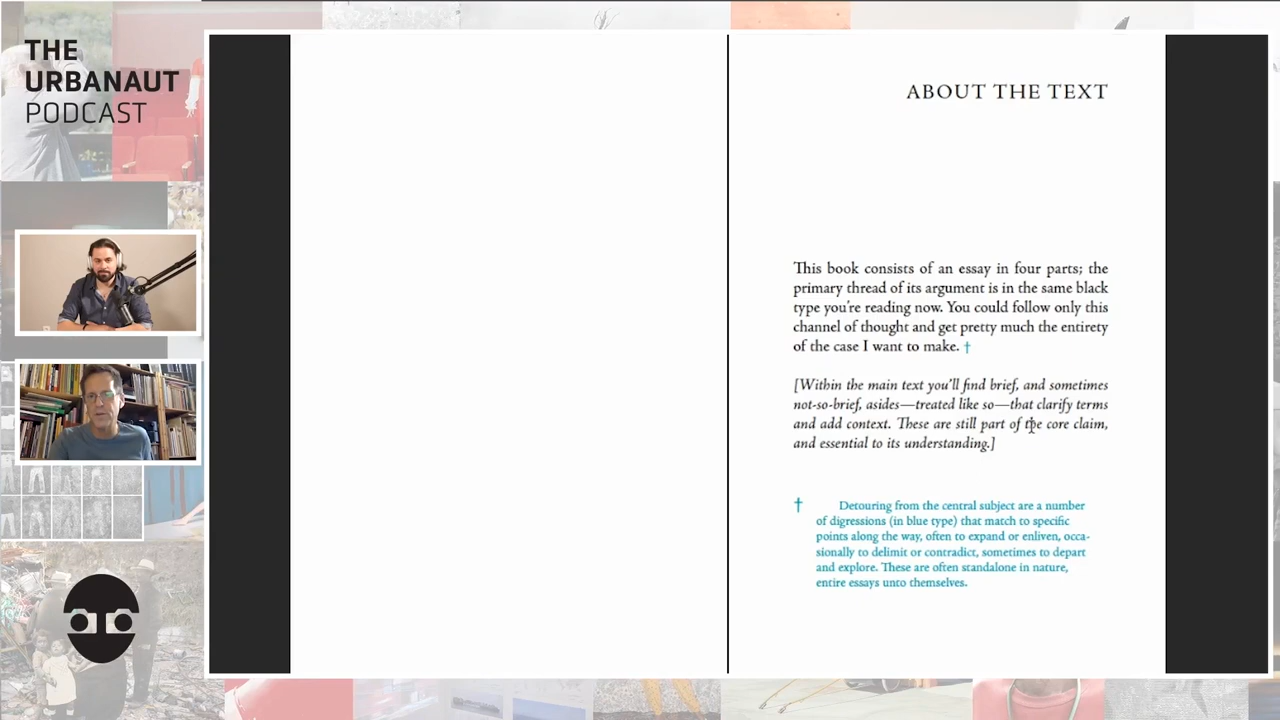 THE
URBANAUT
PODCAST
ABOUT THE TEXT
This book consists of an essay in four parts; the
primary thread of its argument is in the same black
type you're reading now. You could follow only this
channel of thought and get pretty much the entirety
of the case I want to make. †
[Within the main text you'll find brief, and sometimes
not-so-brief, asides—treated like so—that clarify terms
and add context. These are still part of the core claim,
and essential to its understanding.]
† Detouring from the central subject are a number
of digressions (in blue type) that match to specific
points along the way, often to expand or enliven, occa-
sionally to delimit or contradict, sometimes to depart
and explore. These are often standalone in nature,
entire essays unto themselves.